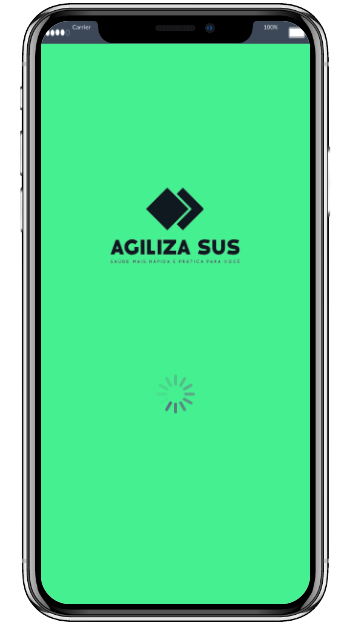 Carrier
100%
AGILIZA SUS
SAÚDE MAIS RÁPIDA E PRÁTICA PARA VOCÊ